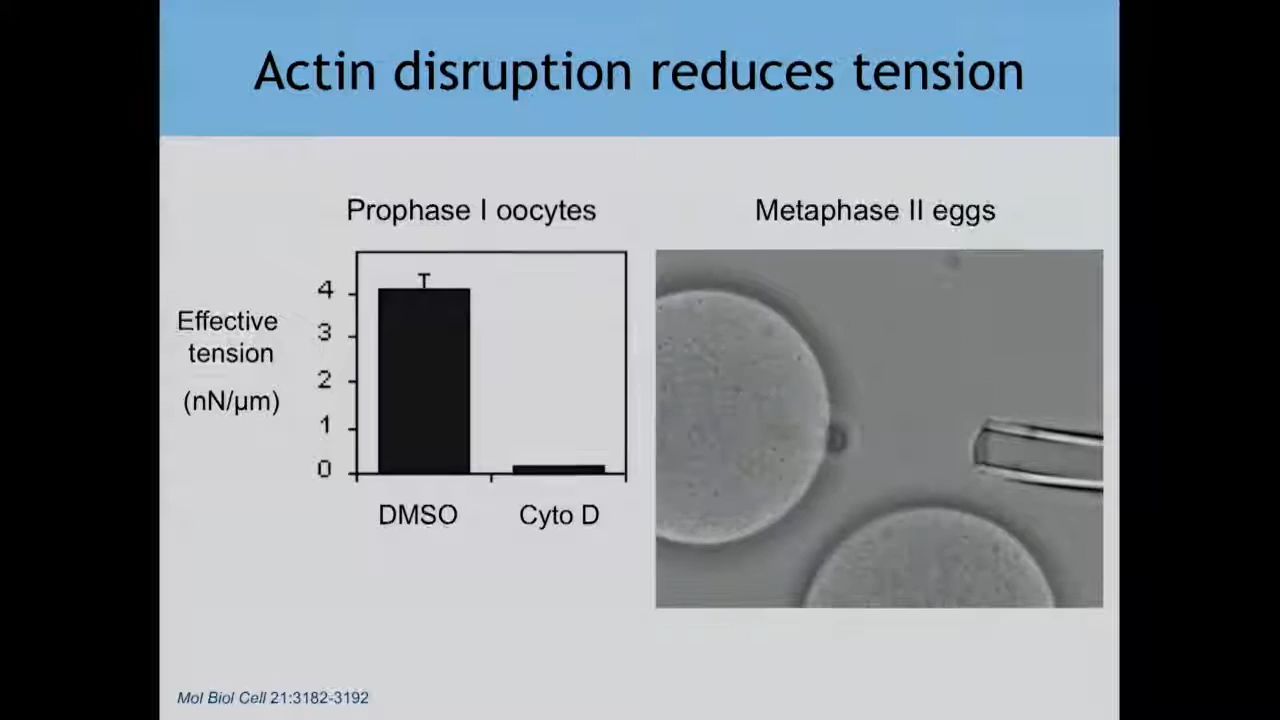 Actin disruption reduces tension
Prophase I oocytes
Metaphase II eggs
Effective
tension
(nN/µm)
4
3
2
1
0
DMSO
Cyto D
Mol Biol Cell 21:3182-3192